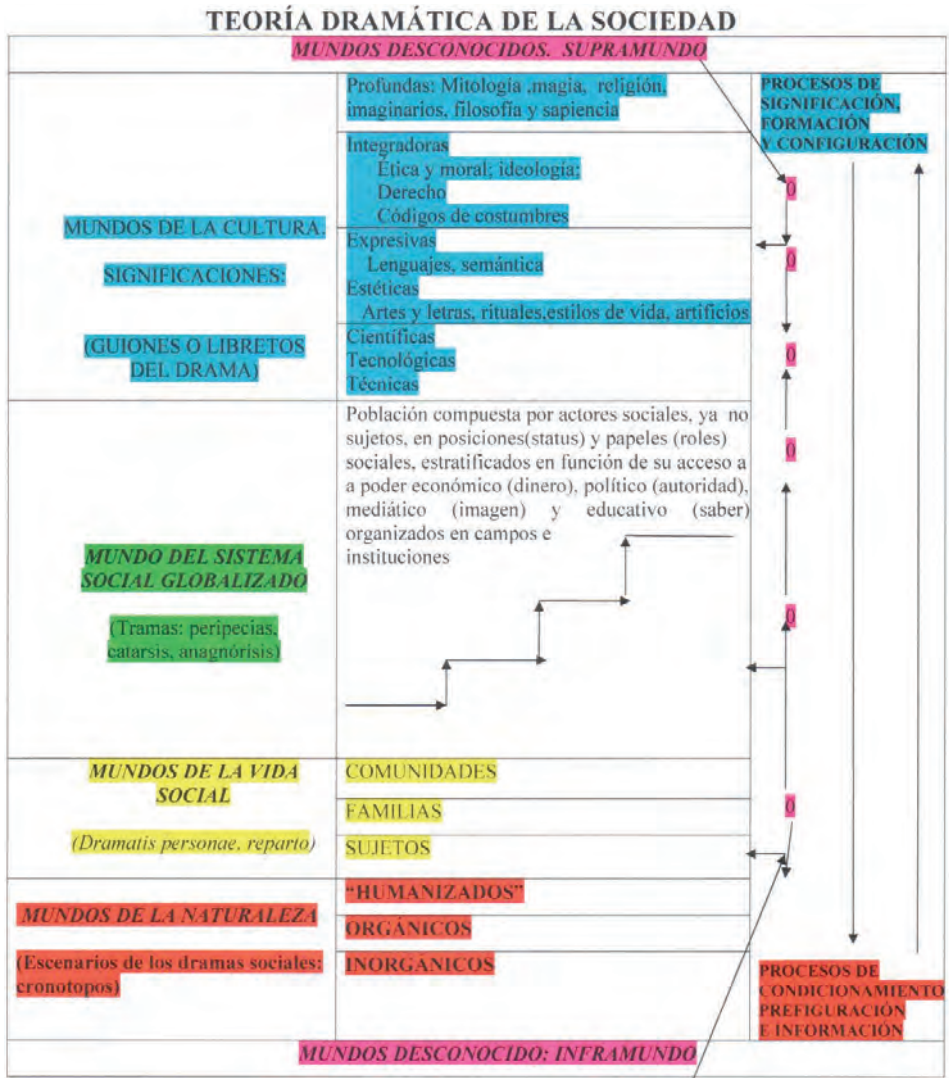 TEORÍA DRAMÁTICA DE LA SOCIEDAD
MUNDOS DESCONOCIDOS. SUPRAMUNDO
MUNDOS DE LA CULTURA.
SIGNIFICACIONES:
(GUIONES O LIBRETOS
DEL DRAMA)
Profundas: Mitología ,magia, religión,
imaginarios, filosofía y sapiencia
Integradoras
Ética y moral; ideología;
Derecho
Códigos de costumbres
Expresivas
Lenguajes, semántica
Estéticas
Artes y letras, rituales,estilos de vida, artificios
Científicas
Tecnológicas
Técnicas
PROCESOS DE
SIGNIFICACIÓN,
FORMACIÓN
Y CONFIGURACIÓN
0
0
0
0
0
0
MUNDO DEL SISTEMA
SOCIAL GLOBALIZADO
(Tramas: peripecias,
catarsis, anagnórisis)
Población compuesta por actores sociales, ya no
sujetos, en posiciones(status) y papeles (roles)
sociales, estratificados en función de su acceso a
a poder económico (dinero), político (autoridad),
mediático (imagen) y educativo (saber)
organizados en campos e
instituciones
MUNDOS DE LA VIDA
SOCIAL
(Dramatis personae, reparto)
COMUNIDADES
FAMILIAS
SUJETOS
MUNDOS DE LA NATURALEZA
(Escenarios de los dramas sociales:
cronotopos)
“HUMANIZADOS”
ORGÁNICOS
INORGÁNICOS
PROCESOS DE
CONDICIONAMIENTO
PREFIGURACIÓN
E INFORMACIÓN
MUNDOS DESCONOCIDO: INFRAMUNDO